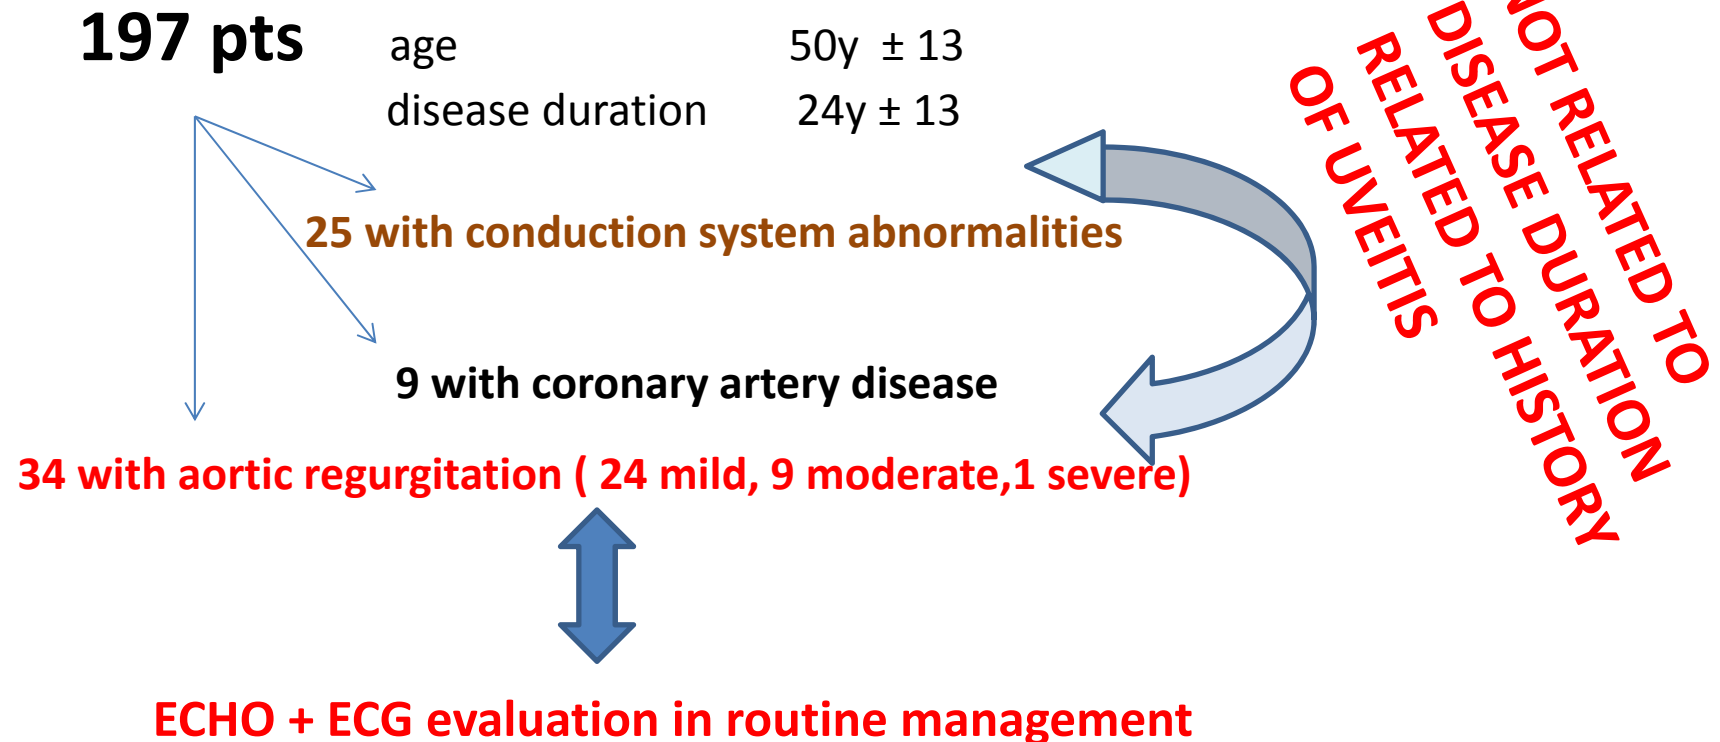 197 pts
age 50y ± 13
disease duration 24y ± 13
25 with conduction system abnormalities
9 with coronary artery disease
34 with aortic regurgitation ( 24 mild, 9 moderate,1 severe)
ECHO + ECG evaluation in routine management
NOT RELATED TO
DISEASE DURATION
RELATED TO HISTORY
OF UVEITIS